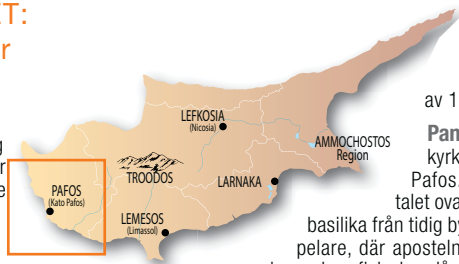 ET:
r
g
r
e
LEFKOSIA
(Nicosia)
AMMOCHOSTOS
Region
TROODOS
LARNAKA
PAFOS
(Kato Pafos)
LEMESOS
(Limassol)
av 1
Pan
kyrk
Pafos.
talet ova
basilika från tidig by
pelare, där aposteln